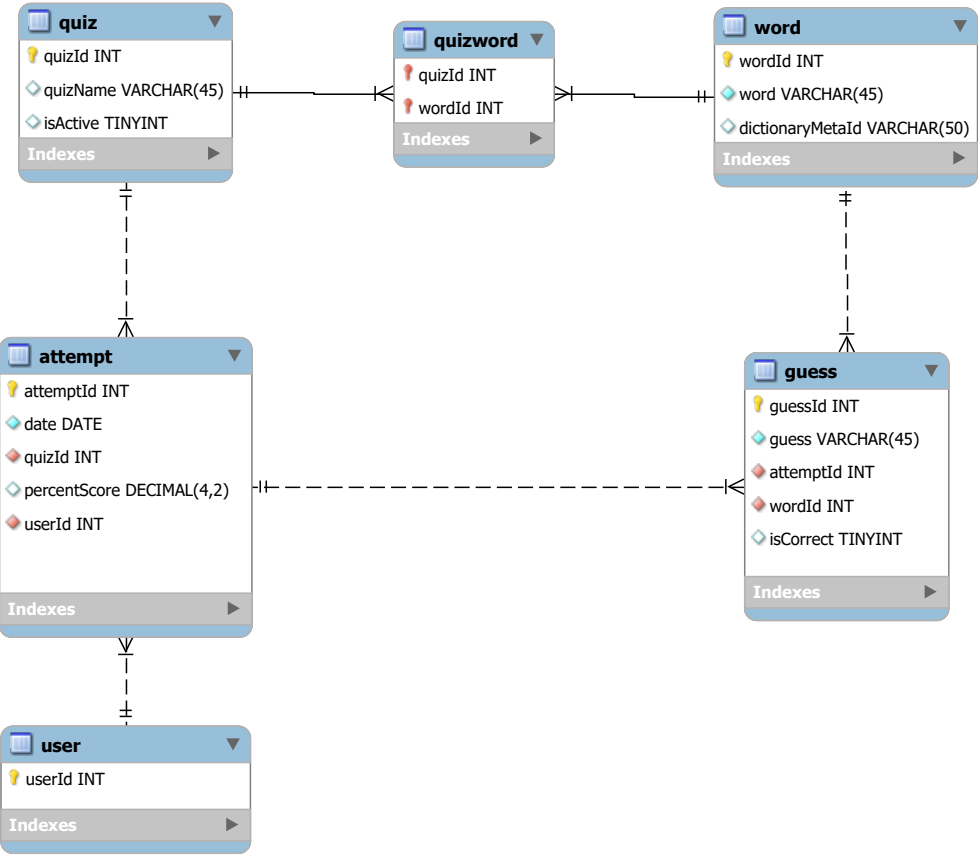 quiz
quizId INT
quizName VARCHAR(45)
isActive TINYINT
Indexes
quizword
quizId INT
wordId INT
Indexes
word
wordId INT
word VARCHAR(45)
dictionaryMetaId VARCHAR(50)
Indexes
attempt
attemptId INT
date DATE
quizId INT
percentScore DECIMAL(4,2)
userId INT
Indexes
guess
guessId INT
guess VARCHAR(45)
attemptId INT
wordId INT
isCorrect TINYINT
Indexes
user
userId INT
Indexes